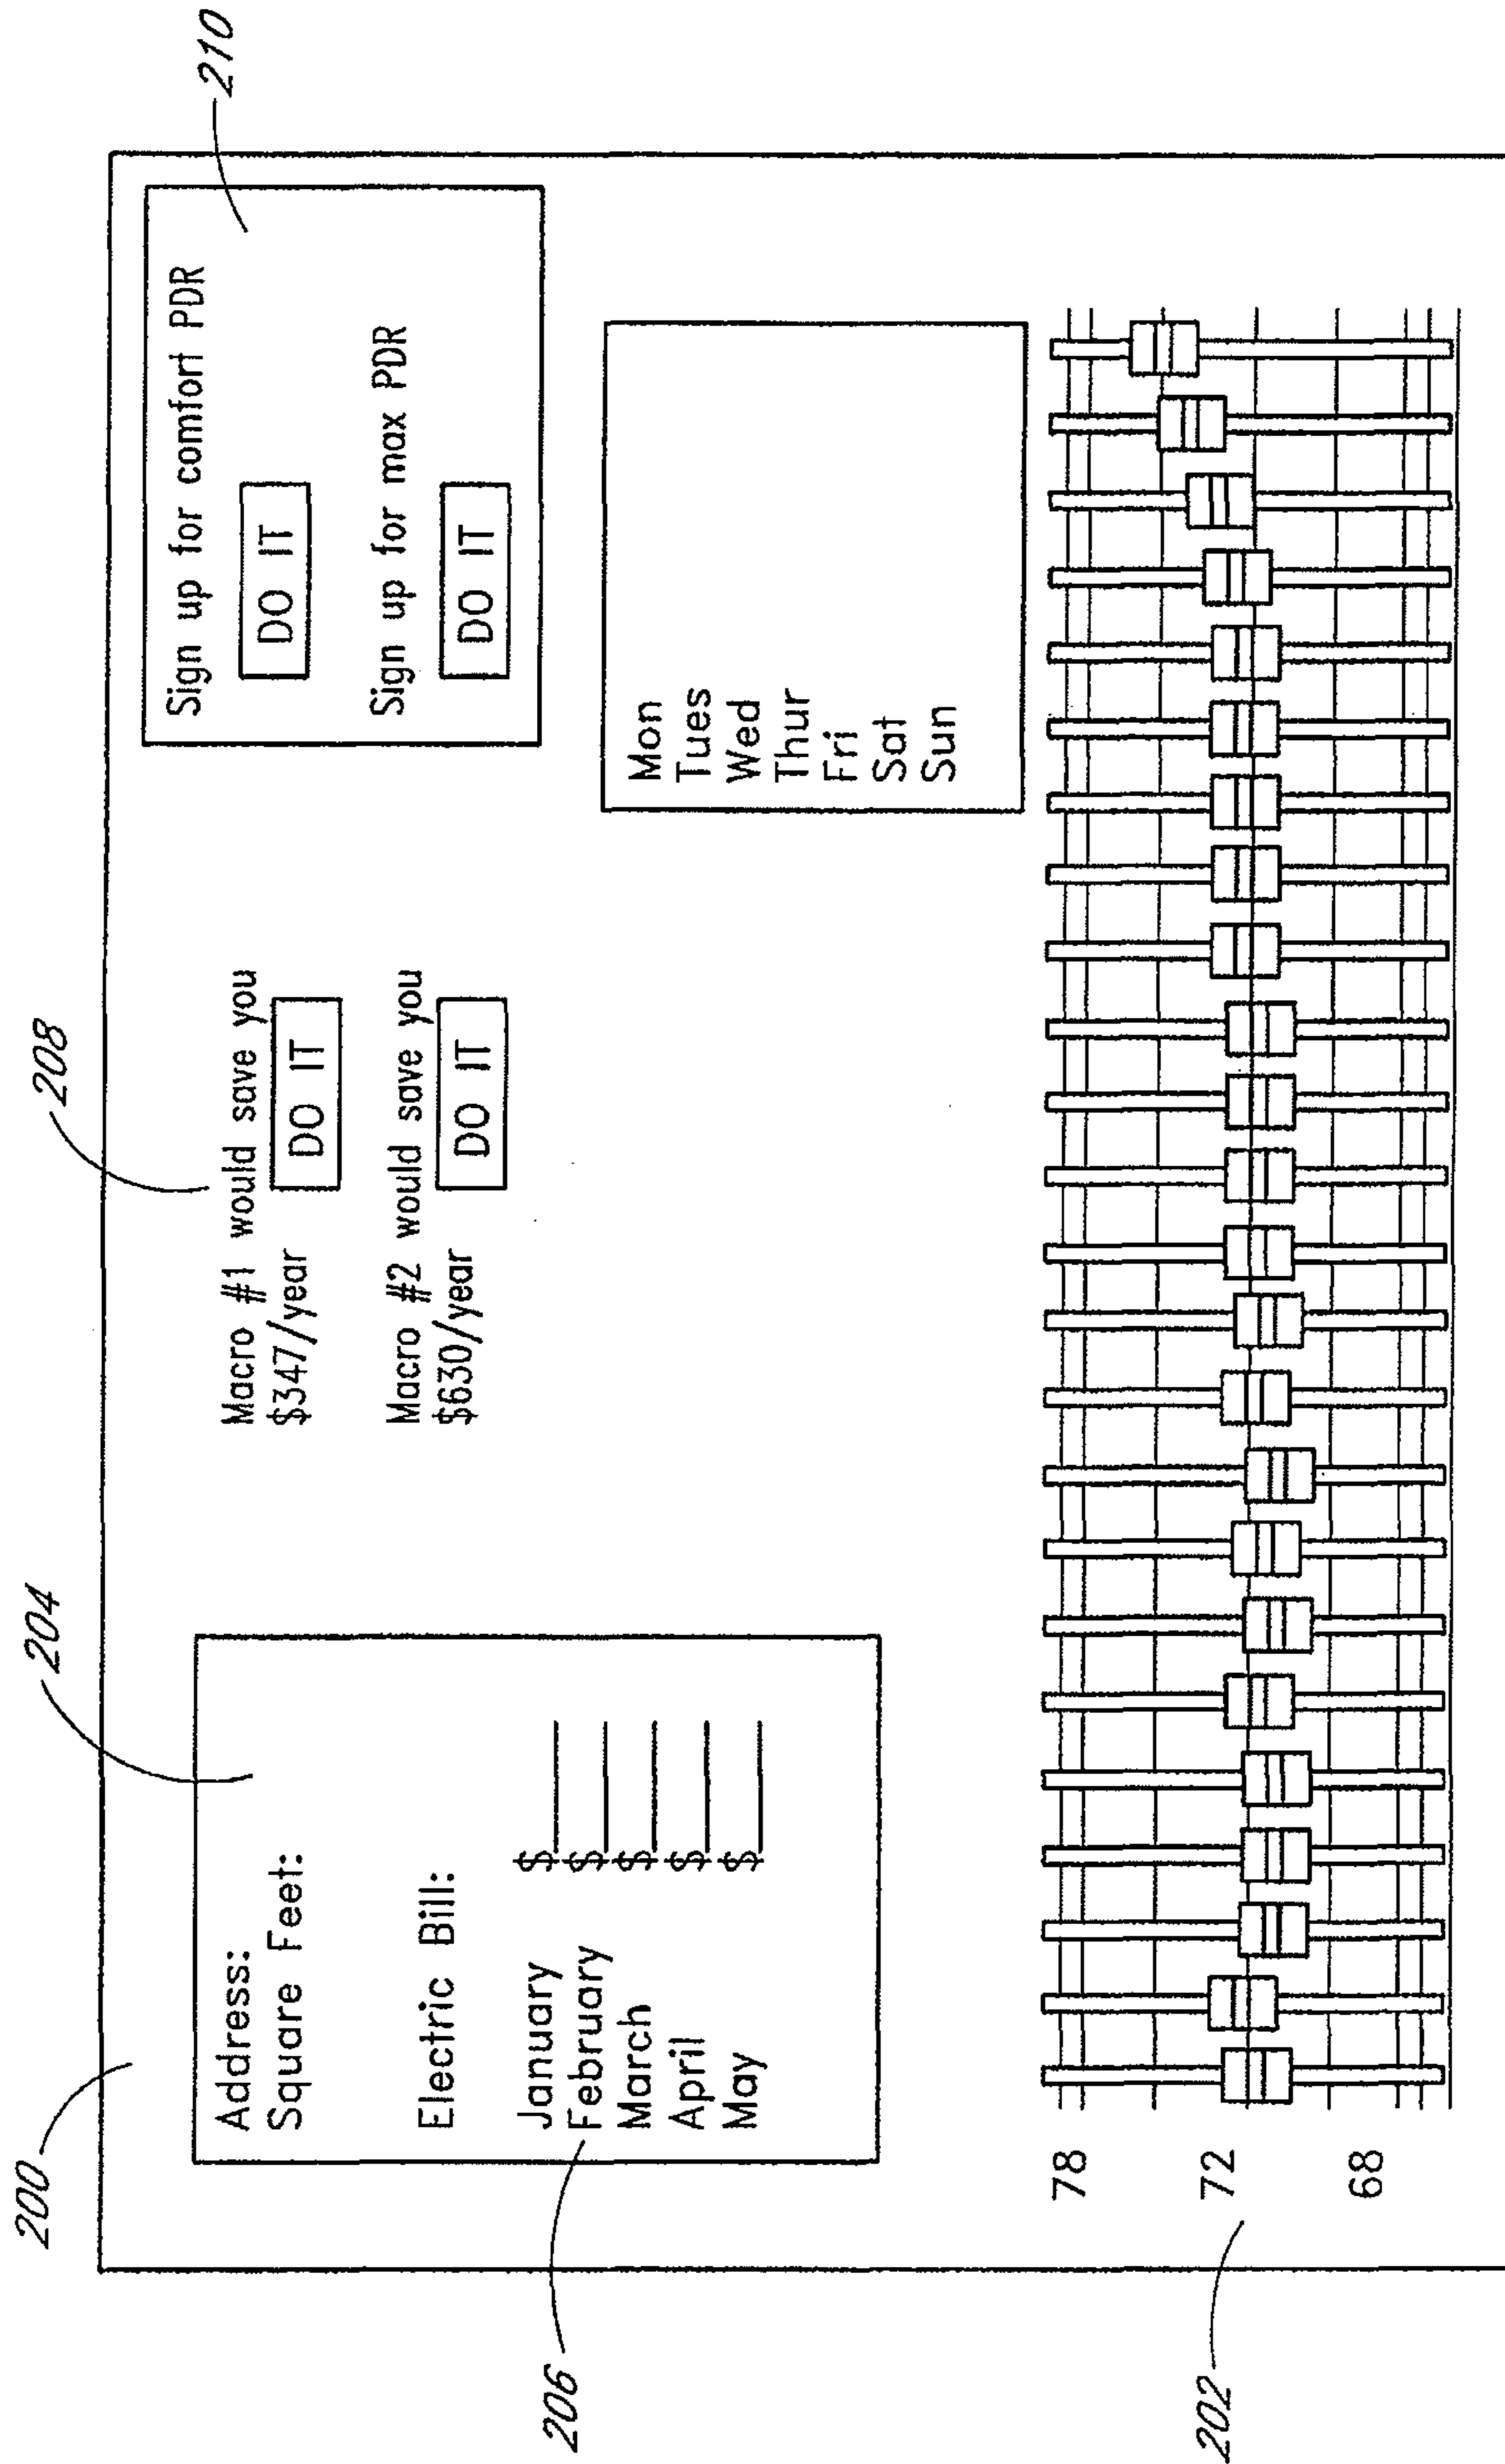 200
204
208
210
Address:
Square Feet:
Electric Bill:
January $
February $
March $
April $
May $
206
Macro #1 would save you
$347/year
DO IT
Macro #2 would save you
$630/year
DO IT
Sign up for comfort PDR
DO IT
Sign up for max PDR
DO IT
Mon
Tues
Wed
Thur
Fri
Sat
Sun
78
72
68
202